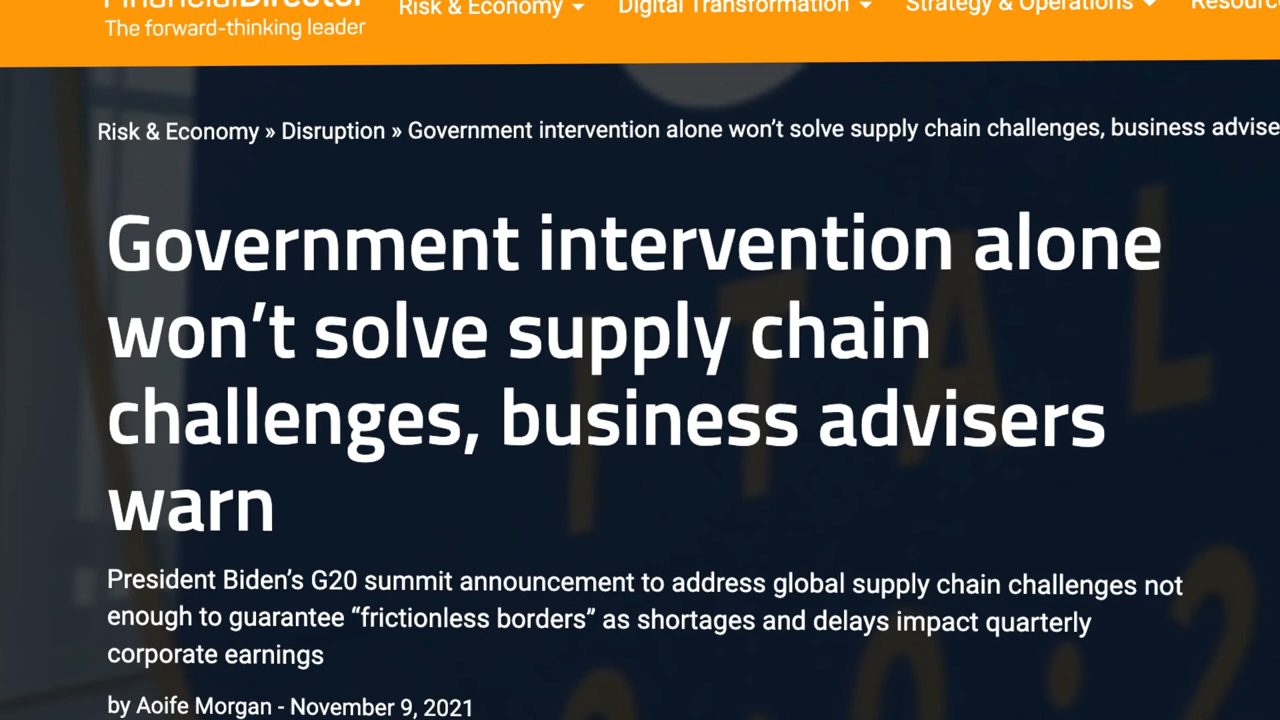 FinancialDirector
The forward-thinking leader
Risk & Economy
Digital Transformation
Strategy & Operations
Risk & Economy » Disruption » Government intervention alone won’t solve supply chain challenges, business advise
Government intervention alone
won’t solve supply chain
challenges, business advisers
warn
President Biden’s G20 summit announcement to address global supply chain challenges not
enough to guarantee “frictionless borders” as shortages and delays impact quarterly
corporate earnings
by Aoife Morgan - November 9, 2021